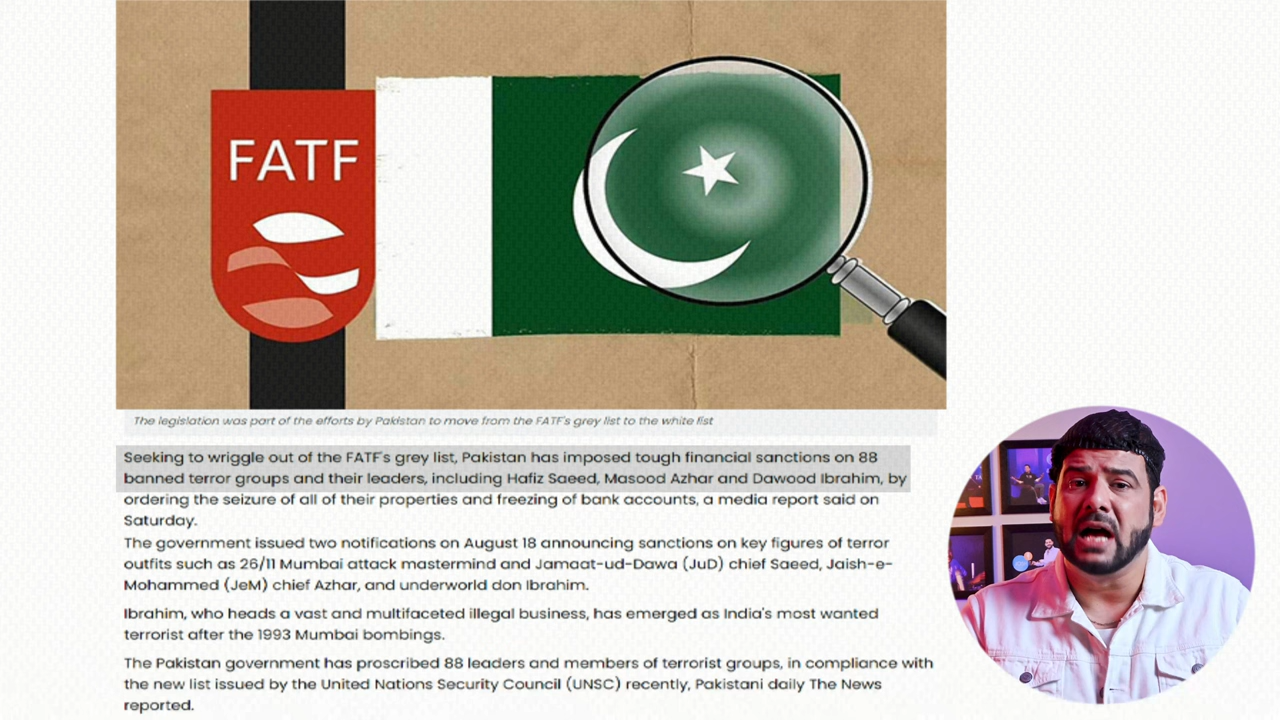 FATF
The legislation was part of the efforts by Pakistan to move from the FATF's grey list to the white list
Seeking to wriggle out of the FATF's grey list, Pakistan has imposed tough financial sanctions on 88
banned terror groups and their leaders, including Hafiz Saeed, Masood Azhar and Dawood Ibrahim, by
ordering the seizure of all of their properties and freezing of bank accounts, a media report said on
Saturday.
The government issued two notifications on August 18 announcing sanctions on key figures of terror
outfits such as 26/11 Mumbai attack mastermind and Jamaat-ud-Dawa (JuD) chief Saeed, Jaish-e-
Mohammed (JeM) chief Azhar, and underworld don Ibrahim.
Ibrahim, who heads a vast and multifaceted illegal business, has emerged as India's most wanted
terrorist after the 1993 Mumbai bombings.
The Pakistan government has proscribed 88 leaders and members of terrorist groups, in compliance with
the new list issued by the United Nations Security Council (UNSC) recently, Pakistani daily The News
reported.